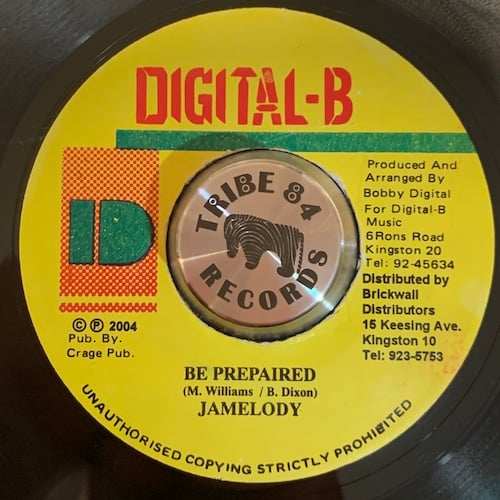 DIGITAL-B
D
TRIBE 84
RECORDS
Produced And
Arranged By
Bobby Digital
For Digital-B
Music
6Rons Road
Kingston 20
Tel: 92-45634
Distributed by
Brickwall
Distributors
15 Keesing Ave.
Kingston 10
Tel: 923-5753
© ℗ 2004
Pub. By.
Crage Pub.
BE PREPAIRED
(M. Williams / B. Dixon)
JAMELODY
UNAUTHORISED COPYING STRICTLY PROHIBITED